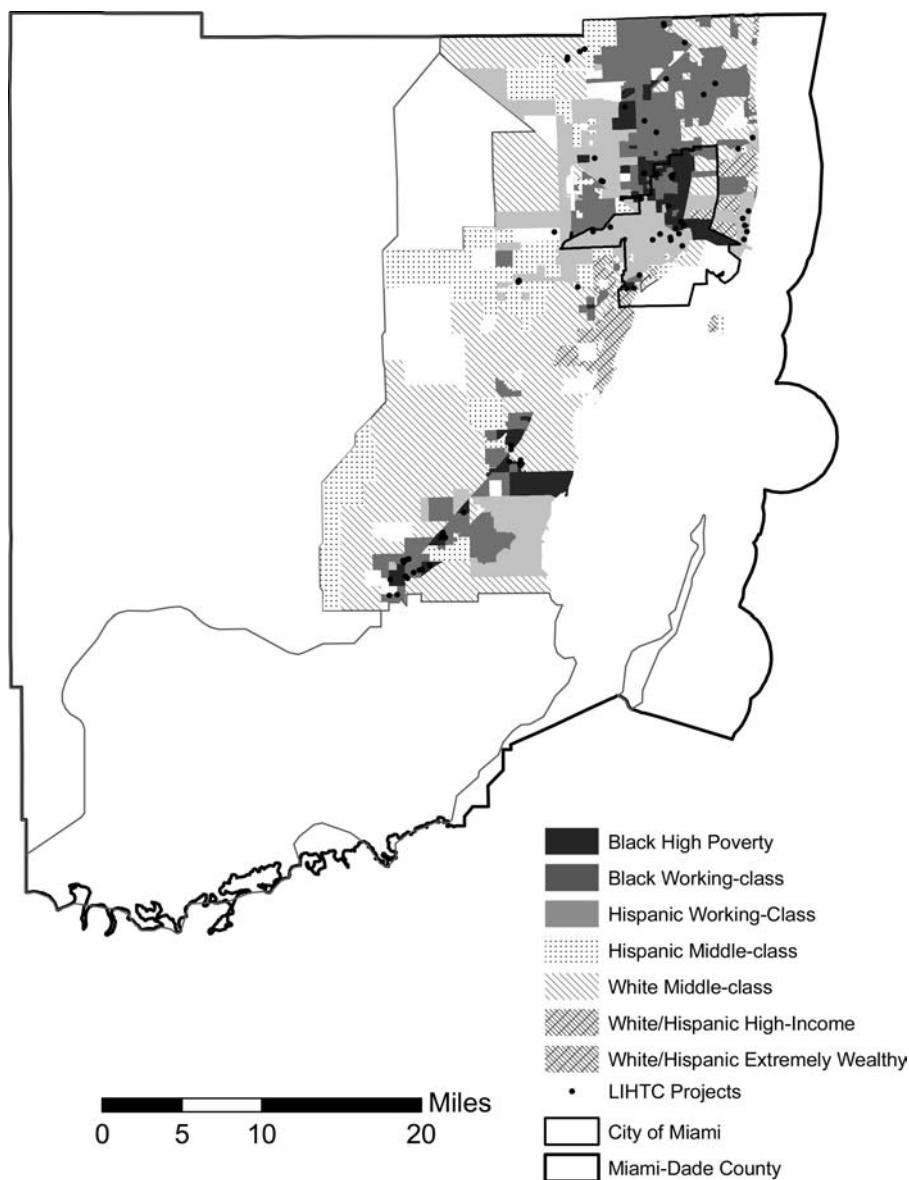 Black High Poverty
Black Working-class
Hispanic Working-Class
Hispanic Middle-class
White Middle-class
White/Hispanic High-Income
White/Hispanic Extremely Wealthy
LIHTC Projects
City of Miami
Miami-Dade County
Miles
0 5 10 20